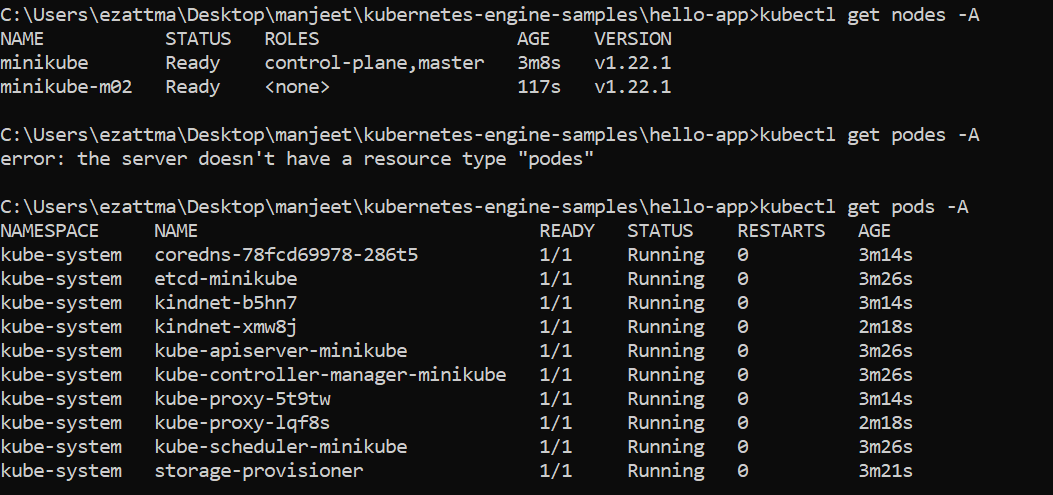 C:\Users\ezattma\Desktop\manjeet\kubernetes-engine-samples\hello-app>kubectl get nodes -A
NAME           STATUS   ROLES                  AGE    VERSION
minikube       Ready    control-plane,master   3m8s   v1.22.1
minikube-m02   Ready    <none>                 117s   v1.22.1
C:\Users\ezattma\Desktop\manjeet\kubernetes-engine-samples\hello-app>kubectl get podes -A
error: the server doesn't have a resource type "podes"
C:\Users\ezattma\Desktop\manjeet\kubernetes-engine-samples\hello-app>kubectl get pods -A
NAMESPACE     NAME                               READY   STATUS    RESTARTS   AGE
kube-system   coredns-78fcd69978-286t5           1/1     Running   0          3m14s
kube-system   etcd-minikube                      1/1     Running   0          3m26s
kube-system   kindnet-b5hn7                      1/1     Running   0          3m14s
kube-system   kindnet-xmw8j                      1/1     Running   0          2m18s
kube-system   kube-apiserver-minikube            1/1     Running   0          3m26s
kube-system   kube-controller-manager-minikube   1/1     Running   0          3m26s
kube-system   kube-proxy-5t9tw                   1/1     Running   0          3m14s
kube-system   kube-proxy-lqf8s                   1/1     Running   0          2m18s
kube-system   kube-scheduler-minikube            1/1     Running   0          3m26s
kube-system   storage-provisioner                1/1     Running   0          3m21s